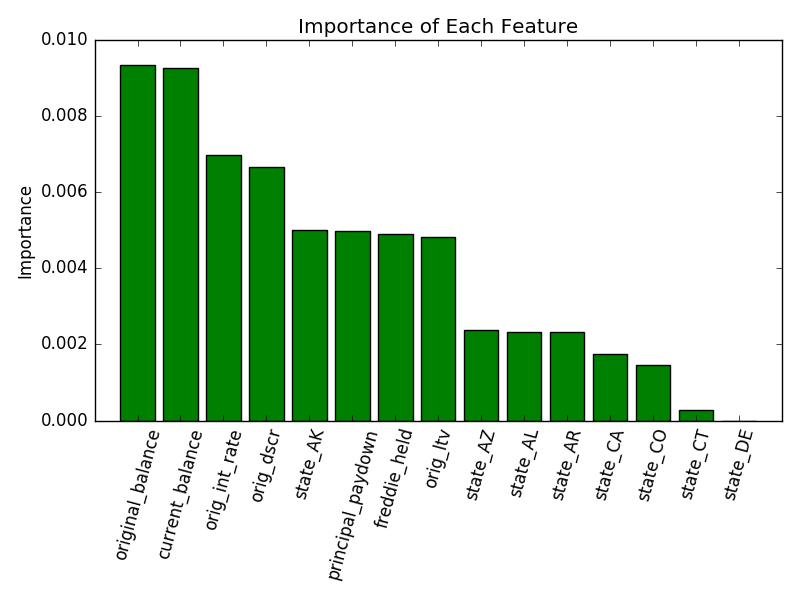 Importance of Each Feature
0.010
0.008
0.006
0.004
0.002
0.000
Importance
original_balance
current_balance
orig_int_rate
orig_dscr
state_AK
principal_paydown
freddie_held
orig_ltv
state_AZ
state_AL
state_AR
state_CA
state_CO
state_CT
state_DE